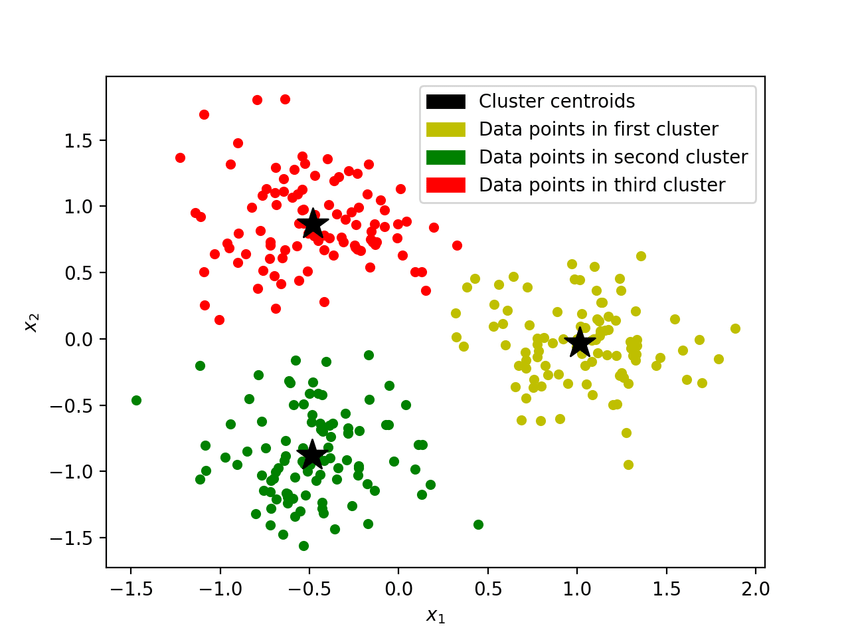 Cluster centroids
Data points in first cluster
Data points in second cluster
Data points in third cluster
1.5
1.0
0.5
0.0
−0.5
−1.0
−1.5
x₂
−1.5 −1.0 −0.5 0.0 0.5 1.0 1.5 2.0
x₁